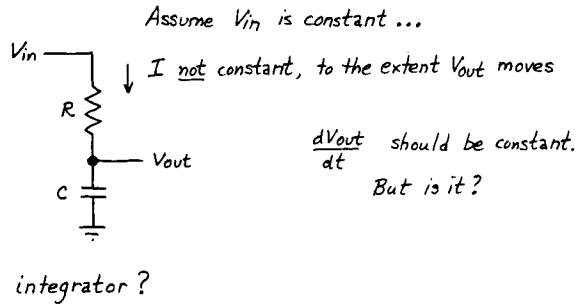 Assume Vin is constant ...
Vin
I not constant, to the extent Vout moves
R
dVout
dt
should be constant.
Vout
But is it?
C
integrator?